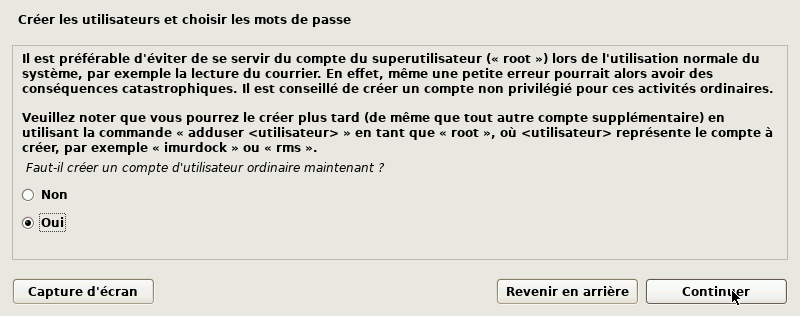 Créer les utilisateurs et choisir les mots de passe
Il est préférable d'éviter de se servir du compte du superutilisateur (« root ») lors de l'utilisation normale du
système, par exemple la lecture du courrier. En effet, même une petite erreur pourrait alors avoir des
conséquences catastrophiques. Il est conseillé de créer un compte non privilégié pour ces activités ordinaires.
Veuillez noter que vous pourrez le créer plus tard (de même que tout autre compte supplémentaire) en
utilisant la commande « adduser <utilisateur> » en tant que « root », où <utilisateur> représente le compte à
créer, par exemple « imurdock » ou « rms ».
Faut-il créer un compte d'utilisateur ordinaire maintenant ?
Non
Oui
Capture d'écran
Revenir en arrière
Continuer